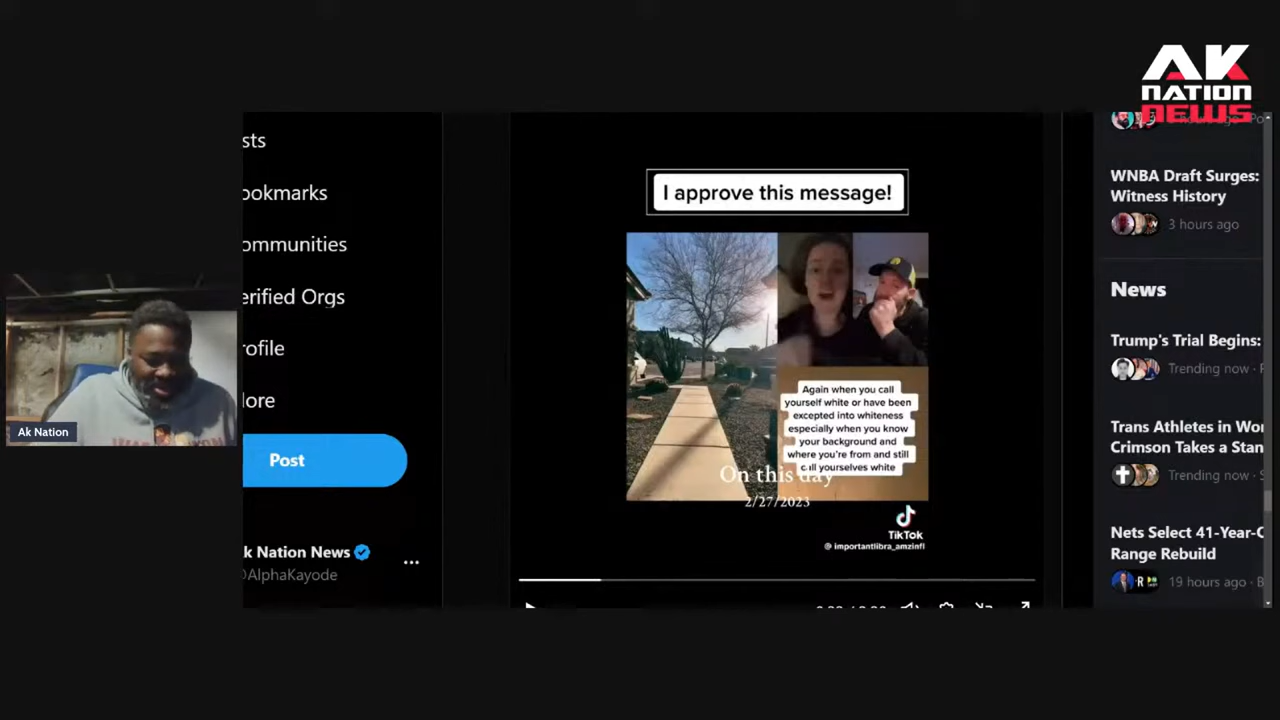 AK
NATION
NEWS
sts
ookmarks
ommunities
erified Orgs
rofile
lore
Post
k Nation News
@AlphaKayode
Ak Nation
I approve this message!
Again when you call
yourself white or have been
excepted into whiteness
especially when you know
your background and
where you're from and still
call yourselves white
On this day
2/27/2023
TikTok
@ importantlibra_amzinfl
WNBA Draft Surges:
Witness History
3 hours ago
News
Trump's Trial Begins:
Trending now ·
Trans Athletes in Wo
Crimson Takes a Stan
Trending now · S
Nets Select 41-Year-O
Range Rebuild
19 hours ago · B